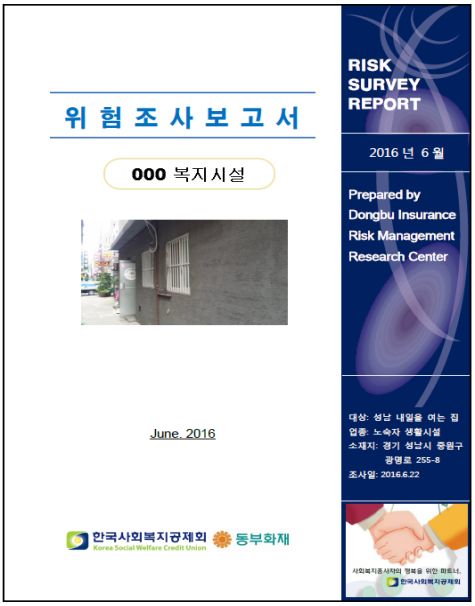 위험조사보고서
000 복지시설
June. 2016
한국사회복지공제회
Korea Social Welfare Credit Union
동부화재
RISK
SURVEY
REPORT
2016 년 6 월
Prepared by
Dongbu Insurance
Risk Management
Research Center
대상: 성남 내일을 여는 집
업종: 노숙자 생활시설
소재지: 경기 성남시 중원구
광명로 255-8
조사일: 2016.6.22
사회복지종사자의 행복을 위한 파트너,
한국사회복지공제회